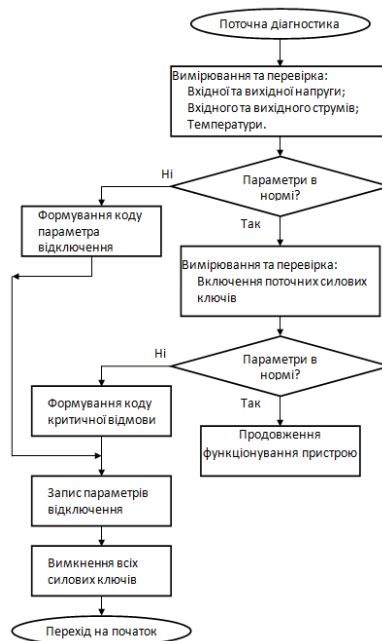 Поточна діагностика
Вимірювання та перевірка:
Вхідної та вихідної напруги;
Вхідного та вихідного струмів;
Температури.
Ні
Параметри в
нормі?
Формування коду
параметра
відключення
Так
Вимірювання та перевірка:
Включення поточних силових
ключів
Ні
Параметри в
нормі?
Формування коду
критичної відмови
Так
Продовження
функціонування пристрою
Запис параметрів
відключення
Вимкнення всіх
силових ключів
Перехід на початок